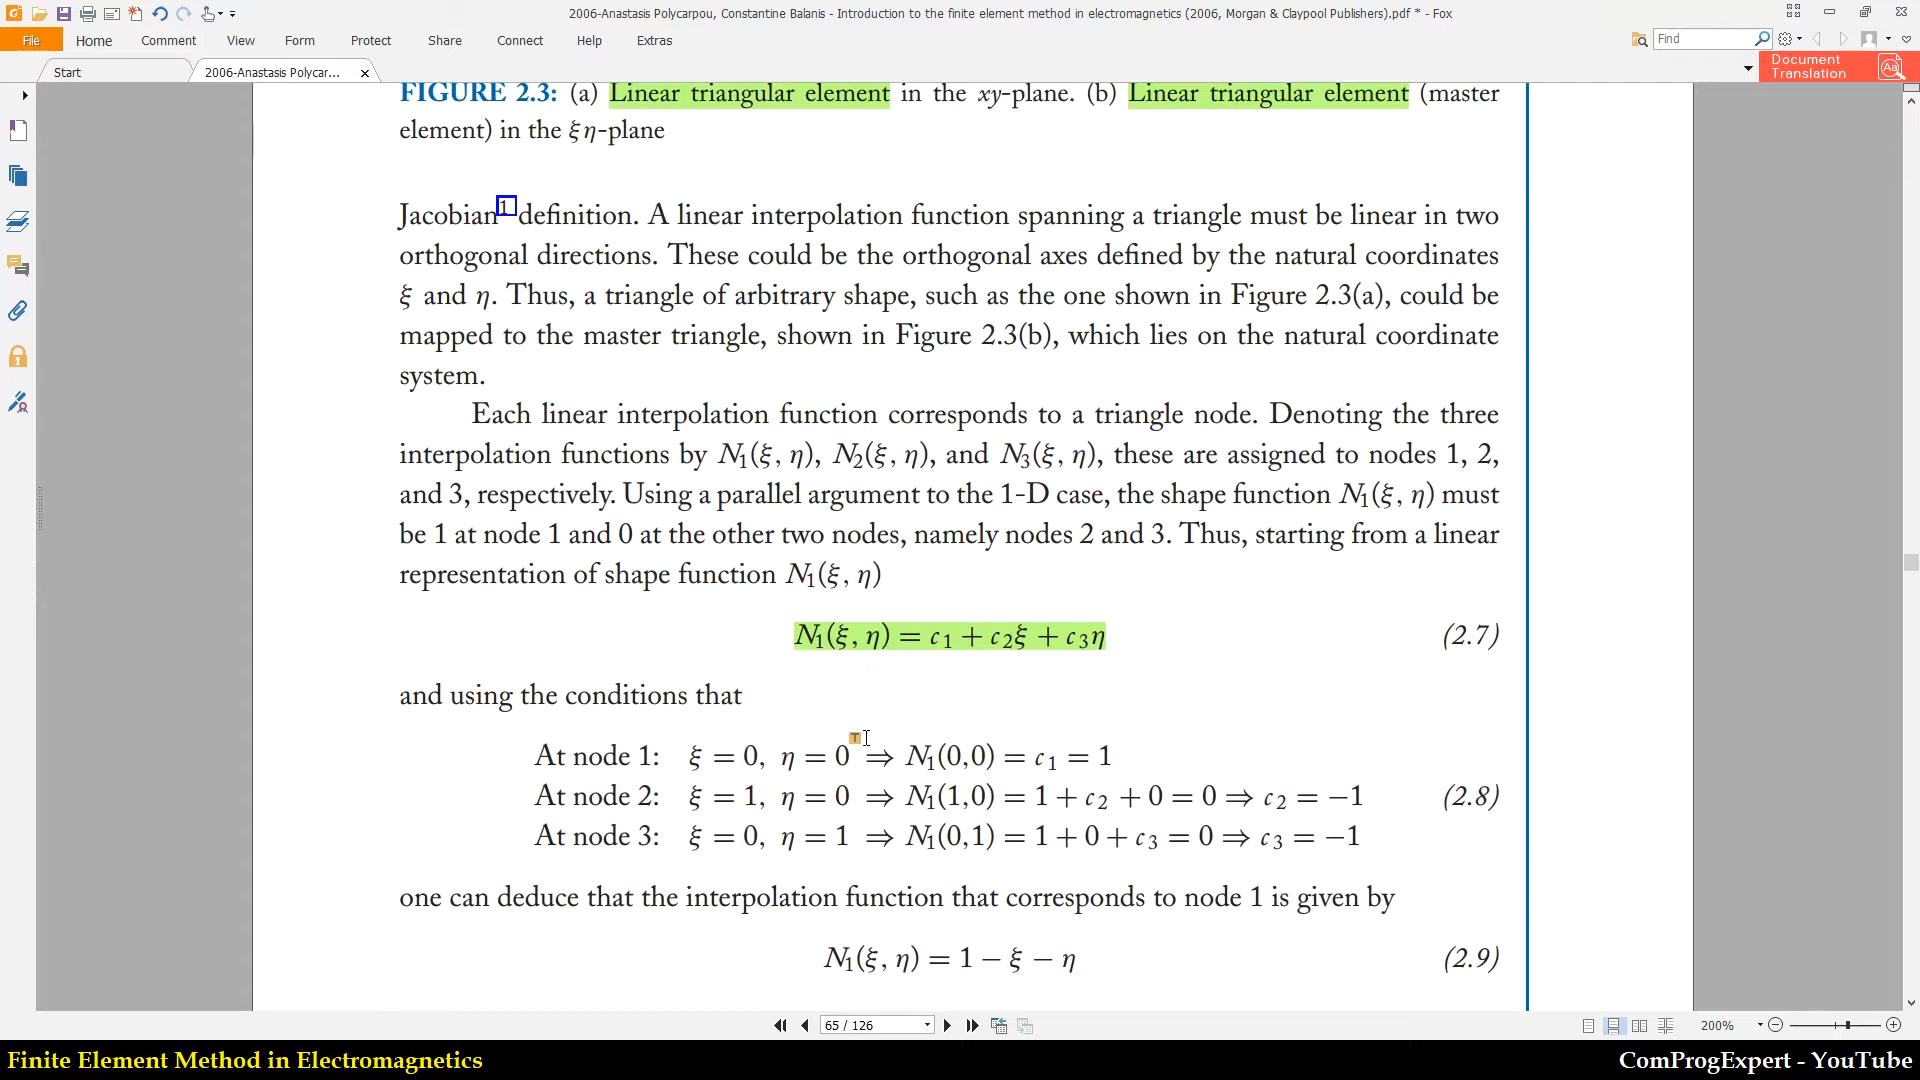 2006-Anastasis Polycarpou, Constantine Balanis - Introduction to the finite element method in electromagnetics (2006, Morgan & Claypool Publishers).pdf * - Fox
File Home Comment View Form Protect Share Connect Help Extras Find
Start 2006-Anastasis Polycar... Document
Translation
FIGURE 2.3: (a) Linear triangular element in the xy-plane. (b) Linear triangular element (master
element) in the ξη-plane
Jacobian1 definition. A linear interpolation function spanning a triangle must be linear in two
orthogonal directions. These could be the orthogonal axes defined by the natural coordinates
ξ and η. Thus, a triangle of arbitrary shape, such as the one shown in Figure 2.3(a), could be
mapped to the master triangle, shown in Figure 2.3(b), which lies on the natural coordinate
system.
Each linear interpolation function corresponds to a triangle node. Denoting the three
interpolation functions by N1(ξ, η), N2(ξ, η), and N3(ξ, η), these are assigned to nodes 1, 2,
and 3, respectively. Using a parallel argument to the 1-D case, the shape function N1(ξ, η) must
be 1 at node 1 and 0 at the other two nodes, namely nodes 2 and 3. Thus, starting from a linear
representation of shape function N1(ξ, η)
N1(ξ, η) = c1 + c2ξ + c3η (2.7)
and using the conditions that
At node 1: ξ = 0, η = 0 ⇒ N1(0,0) = c1 = 1
At node 2: ξ = 1, η = 0 ⇒ N1(1,0) = 1 + c2 + 0 = 0 ⇒ c2 = −1 (2.8)
At node 3: ξ = 0, η = 1 ⇒ N1(0,1) = 1 + 0 + c3 = 0 ⇒ c3 = −1
one can deduce that the interpolation function that corresponds to node 1 is given by
N1(ξ, η) = 1 − ξ − η (2.9)
65 / 126 200%
Finite Element Method in Electromagnetics ComProgExpert - YouTube